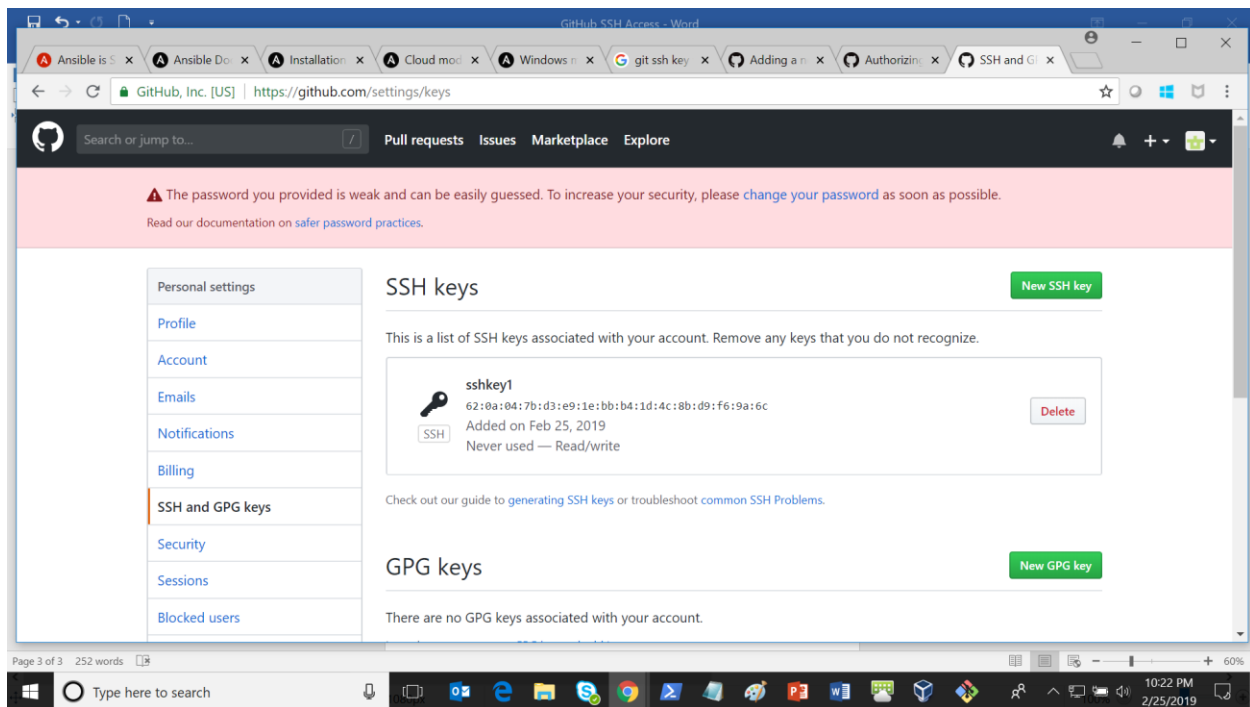 GitHub SSH Access - Word
Ansible is S
Ansible Do
Installation
Cloud mod
Windows m
git ssh key
Adding a n
Authorizing
SSH and G
GitHub, Inc. [US] | https://github.com/settings/keys
Search or jump to...
/
Pull requests Issues Marketplace Explore
The password you provided is weak and can be easily guessed. To increase your security, please change your password as soon as possible.
Read our documentation on safer password practices.
Personal settings
Profile
Account
Emails
Notifications
Billing
SSH and GPG keys
Security
Sessions
Blocked users
SSH keys
New SSH key
This is a list of SSH keys associated with your account. Remove any keys that you do not recognize.
sshkey1
62:0a:04:7b:d3:e9:1e:bb:b4:1d:4c:8b:d9:f6:9a:6c
Added on Feb 25, 2019
Never used — Read/write
SSH
Delete
Check out our guide to generating SSH keys or troubleshoot common SSH Problems.
GPG keys
New GPG key
There are no GPG keys associated with your account.
Page 3 of 3 252 words
60%
Type here to search
10:22 PM
2/25/2019